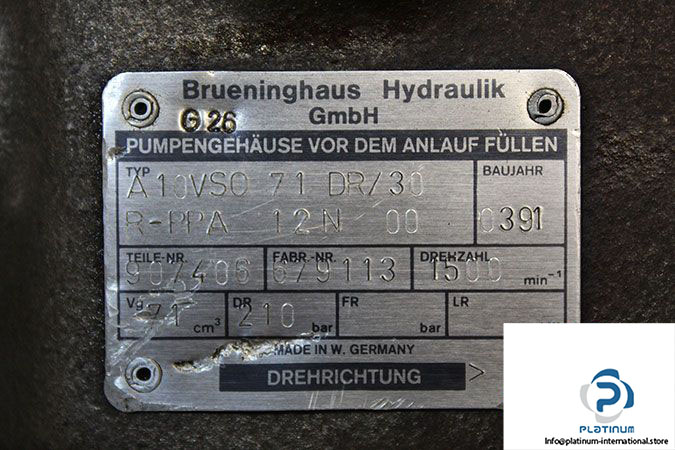 Brueninghaus Hydraulik
GmbH
G26
PUMPENGEHÄUSE VOR DEM ANLAUF FÜLLEN
TYP
A10VSO 71 DR/30
R-PPA 12N 00
BAUJAHR
0391
TEILE-NR.
907406
FABR.-NR.
679113
DREHZAHL
1500 min⁻¹
Vg
71 cm³
DR
210 bar
FR
bar
LR
MADE IN W. GERMANY
DREHRICHTUNG >
PLATINUM
Info@platinum-international.store